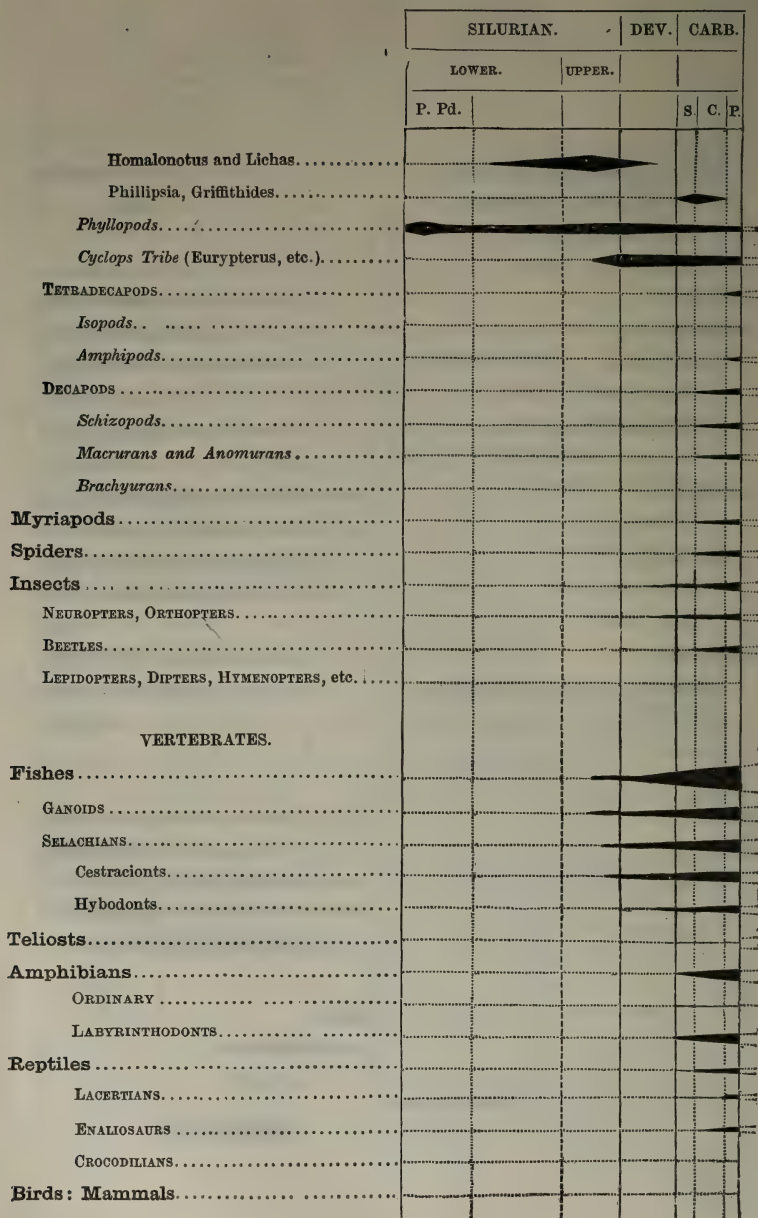 SILURIAN. DEV. CARB.
LOWER. UPPER.
P. Pd. S. C. P.
Homalonotus and Lichas
Phillipsia, Griffithides
Phyllopods
Cyclops Tribe (Eurypterus, etc.)
TETRADECAPODS
Isopods
Amphipods
DECAPODS
Schizopods
Macrurans and Anomurans
Brachyurans
Myriapods
Spiders
Insects
NEUROPTERS, ORTHOPTERS
BEETLES
LEPIDOPTERS, DIPTERS, HYMENOPTERS, etc.
VERTEBRATES.
Fishes
GANOIDS
SELACHIANS
Cestracionts
Hybodonts
Teliosts
Amphibians
ORDINARY
LABYRINTHODONTS
Reptiles
LACERTIANS
ENALIOSAURS
CROCODILIANS
Birds: Mammals